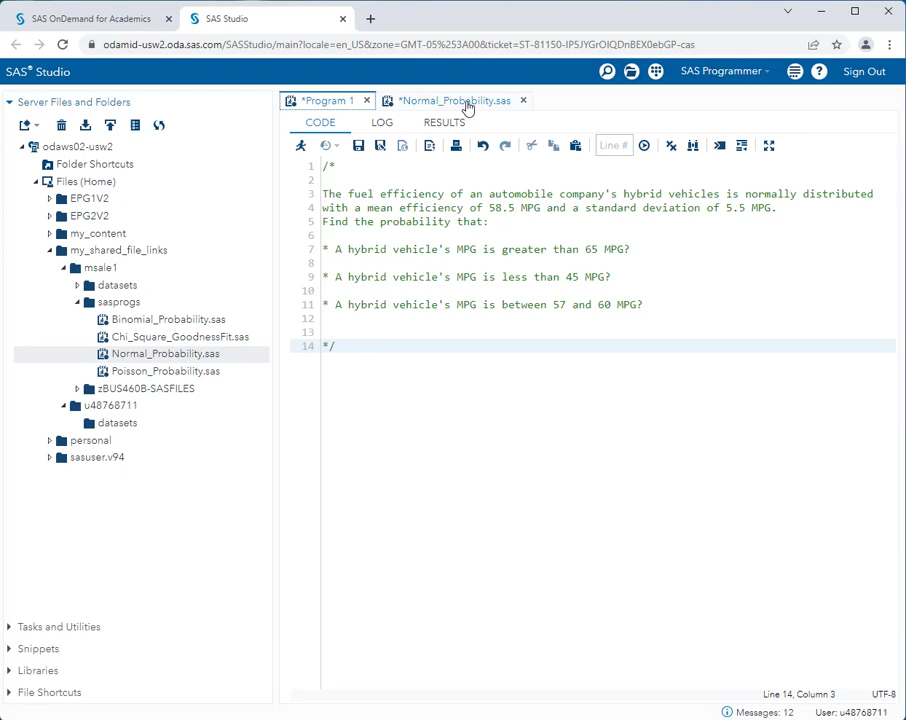 SAS OnDemand for Academics
SAS Studio
odamid-usw2.oda.sas.com/SASStudio/main?locale=en_US&zone=GMT-05%253A00&ticket=ST-81150-IP5JYGrOIQDnBEX0ebGP-cas
SAS® Studio
SAS Programmer
Sign Out
Server Files and Folders
odaws02-usw2
Folder Shortcuts
Files (Home)
EPG1V2
EPG2V2
my_content
my_shared_file_links
msale1
datasets
sasprogs
Binomial_Probability.sas
Chi_Square_GoodnessFit.sas
Normal_Probability.sas
Poisson_Probability.sas
zBUS460B-SASFILES
u48768711
datasets
personal
sasuser.v94
Tasks and Utilities
Snippets
Libraries
File Shortcuts
*Program 1
*Normal_Probability.sas
CODE LOG RESULTS
Line #
1 /*
2
3 The fuel efficiency of an automobile company's hybrid vehicles is normally distributed
4 with a mean efficiency of 58.5 MPG and a standard deviation of 5.5 MPG.
5 Find the probability that:
6
7 * A hybrid vehicle's MPG is greater than 65 MPG?
8
9 * A hybrid vehicle's MPG is less than 45 MPG?
10
11 * A hybrid vehicle's MPG is between 57 and 60 MPG?
12
13
14 */
Line 14, Column 3 UTF-8
Messages: 12 User: u48768711